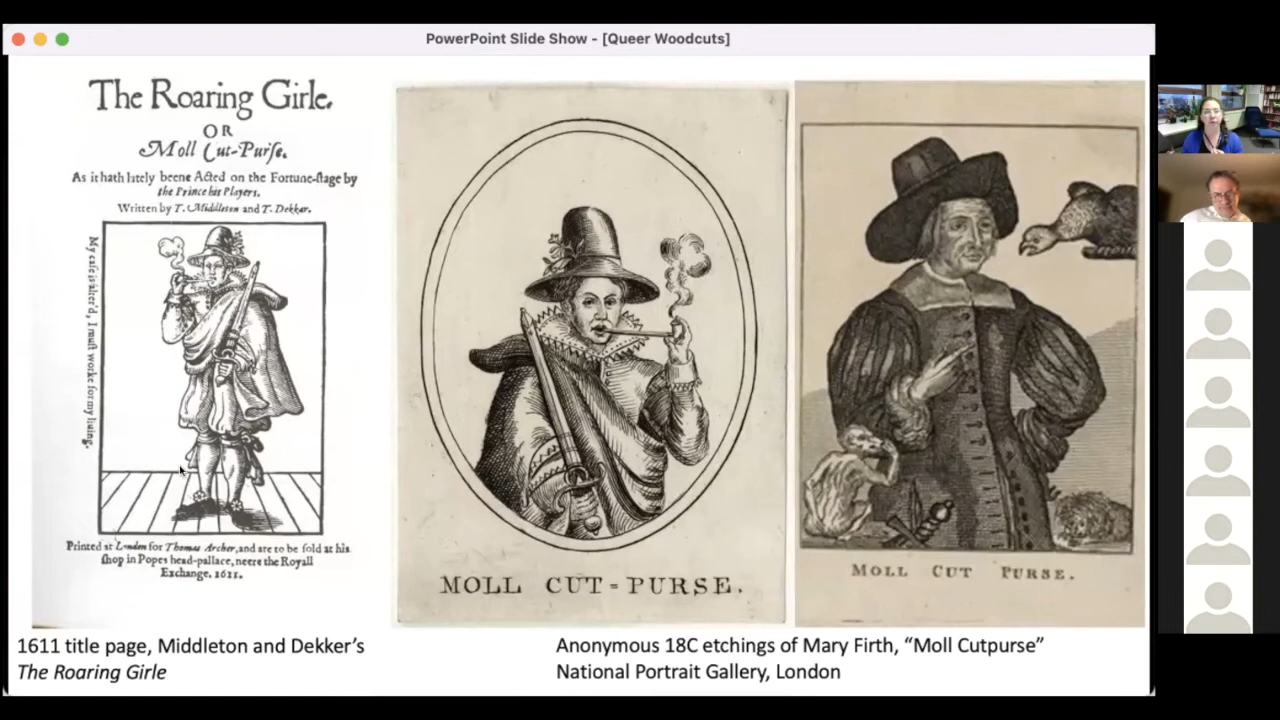 PowerPoint Slide Show - [Queer Woodcuts]
The Roaring Girle.
OR
Moll Cut-Purſe.
As it hath lately beene Acted on the Fortune-ſtage by
the Prince his Players.
Written by T. Middleton and T. Dekkar.
My caſe is alter'd, I muſt worke for my liuing.
Printed at London for Thomas Archer, and are to be ſold at his
ſhop in Popes head-pallace, neere the Royall
Exchange. 1611.
MOLL CUT=PURSE.
MOLL CUT PURSE.
1611 title page, Middleton and Dekker’s
The Roaring Girle
Anonymous 18C etchings of Mary Firth, “Moll Cutpurse”
National Portrait Gallery, London